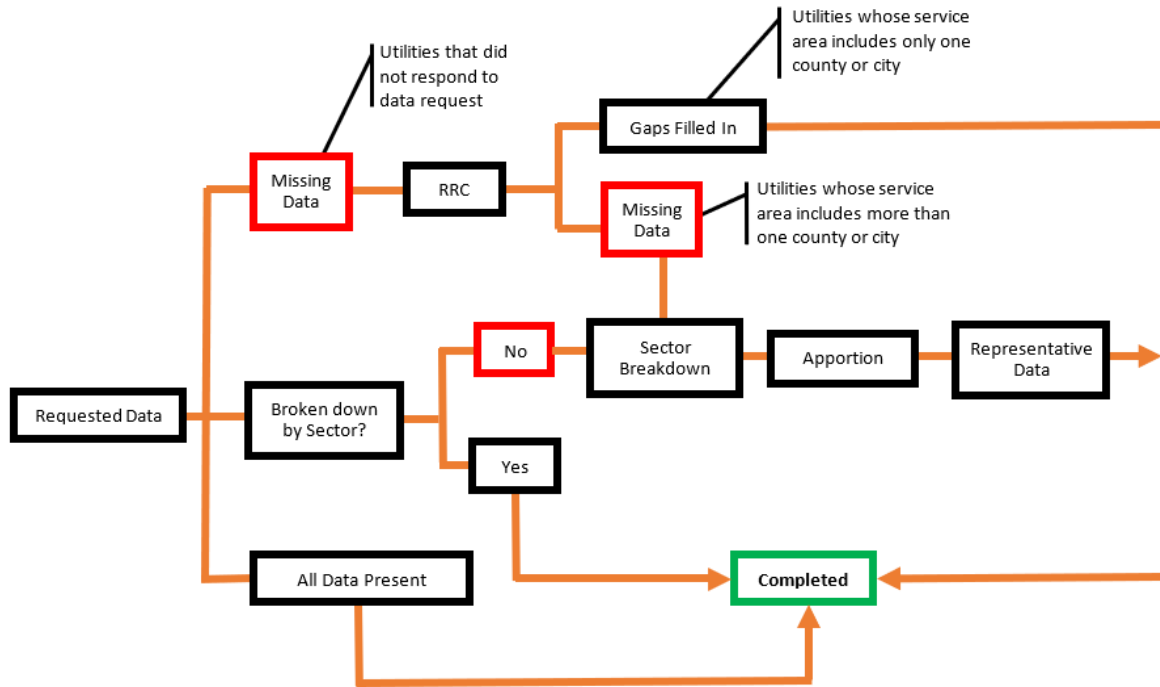 Utilities whose service
area includes only one
county or city
Utilities that did
not respond to
data request
Gaps Filled In
Missing
Data
RRC
Missing
Data
Utilities whose service
area includes more than
one county or city
No
Sector
Breakdown
Apportion
Representative
Data
Requested Data
Broken down
by Sector?
Yes
All Data Present
Completed